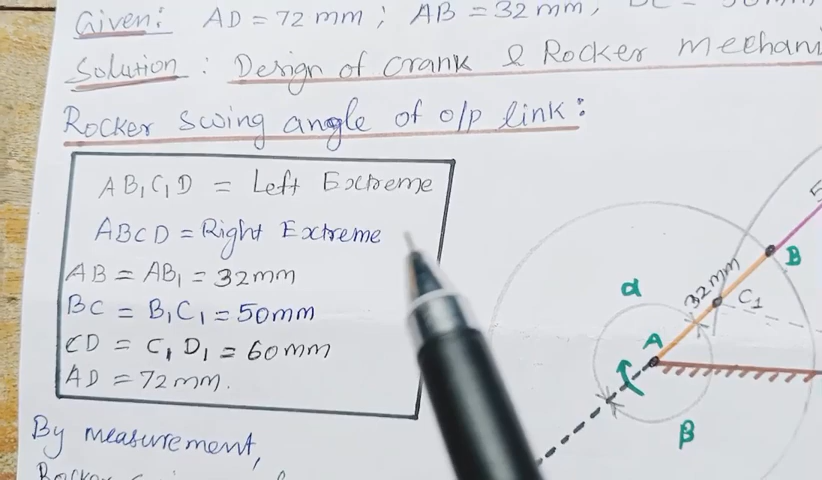 Given: AD = 72 mm ; AB = 32 mm,
Solution : Design of crank & Rocker mechani
Rocker swing angle of o/p link :
AB₁C₁D = Left Extreme
ABCD = Right Extreme
AB = AB₁ = 32mm
BC = B₁C₁ = 50mm
CD = C₁D₁ = 60mm
AD = 72mm.
By measurement,
α
32mm
C₁
B
A
β